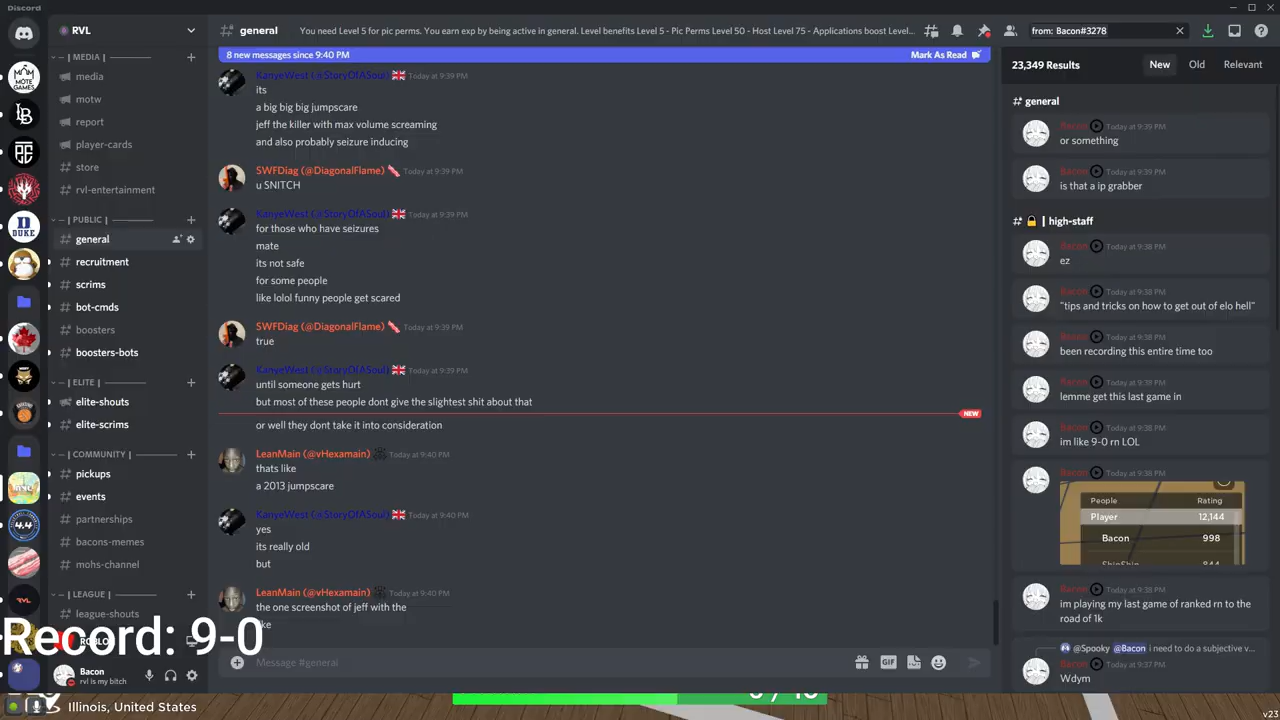 Discord
RVL
| MEDIA |
media
motw
report
player-cards
store
rvl-entertainment
| PUBLIC |
general
recruitment
scrims
bot-cmds
boosters
boosters-bots
| ELITE |
elite-shouts
elite-scrims
| COMMUNITY |
pickups
events
partnerships
bacons-memes
mohs-channel
| LEAGUE |
league-shouts
Record: 9-0
Bacon
rvl is my bitch
Illinois, United States
general
You need Level 5 for pic perms. You earn exp by being active in general. Level benefits Level 5 - Pic Perms Level 50 - Host Level 75 - Applications boost Level...
8 new messages since 9:40 PM
Mark As Read
KanyeWest (@StoryOfASoul) Today at 9:39 PM
its
a big big big jumpscare
jeff the killer with max volume screaming
and also probably seizure inducing
SWFDiag (@DiagonalFlame) Today at 9:39 PM
u SNITCH
KanyeWest (@StoryOfASoul) Today at 9:39 PM
for those who have seizures
mate
its not safe
for some people
like lolol funny people get scared
SWFDiag (@DiagonalFlame) Today at 9:39 PM
true
KanyeWest (@StoryOfASoul) Today at 9:39 PM
until someone gets hurt
but most of these people dont give the slightest shit about that
NEW
or well they dont take it into consideration
LeanMain (@vHexamain) Today at 9:40 PM
thats like
a 2013 jumpscare
KanyeWest (@StoryOfASoul) Today at 9:40 PM
yes
its really old
but
LeanMain (@vHexamain) Today at 9:40 PM
the one screenshot of jeff with the
like
Message #general
GIF
from: Bacon#3278
23,349 Results
New
Old
Relevant
# general
Bacon Today at 9:39 PM
or something
Bacon Today at 9:39 PM
is that a ip grabber
# | high-staff
Bacon Today at 9:38 PM
ez
Bacon Today at 9:38 PM
"tips and tricks on how to get out of elo hell"
Bacon Today at 9:38 PM
been recording this entire time too
Bacon Today at 9:38 PM
lemme get this last game in
Bacon Today at 9:38 PM
im like 9-0 rn LOL
Bacon Today at 9:38 PM
People Rating
Player 12,144
Bacon 998
Bacon Today at 9:38 PM
im playing my last game of ranked rn to the
road of 1k
@Spooky @Bacon i need to do a subjective v...
Bacon Today at 9:37 PM
Wdym
v23